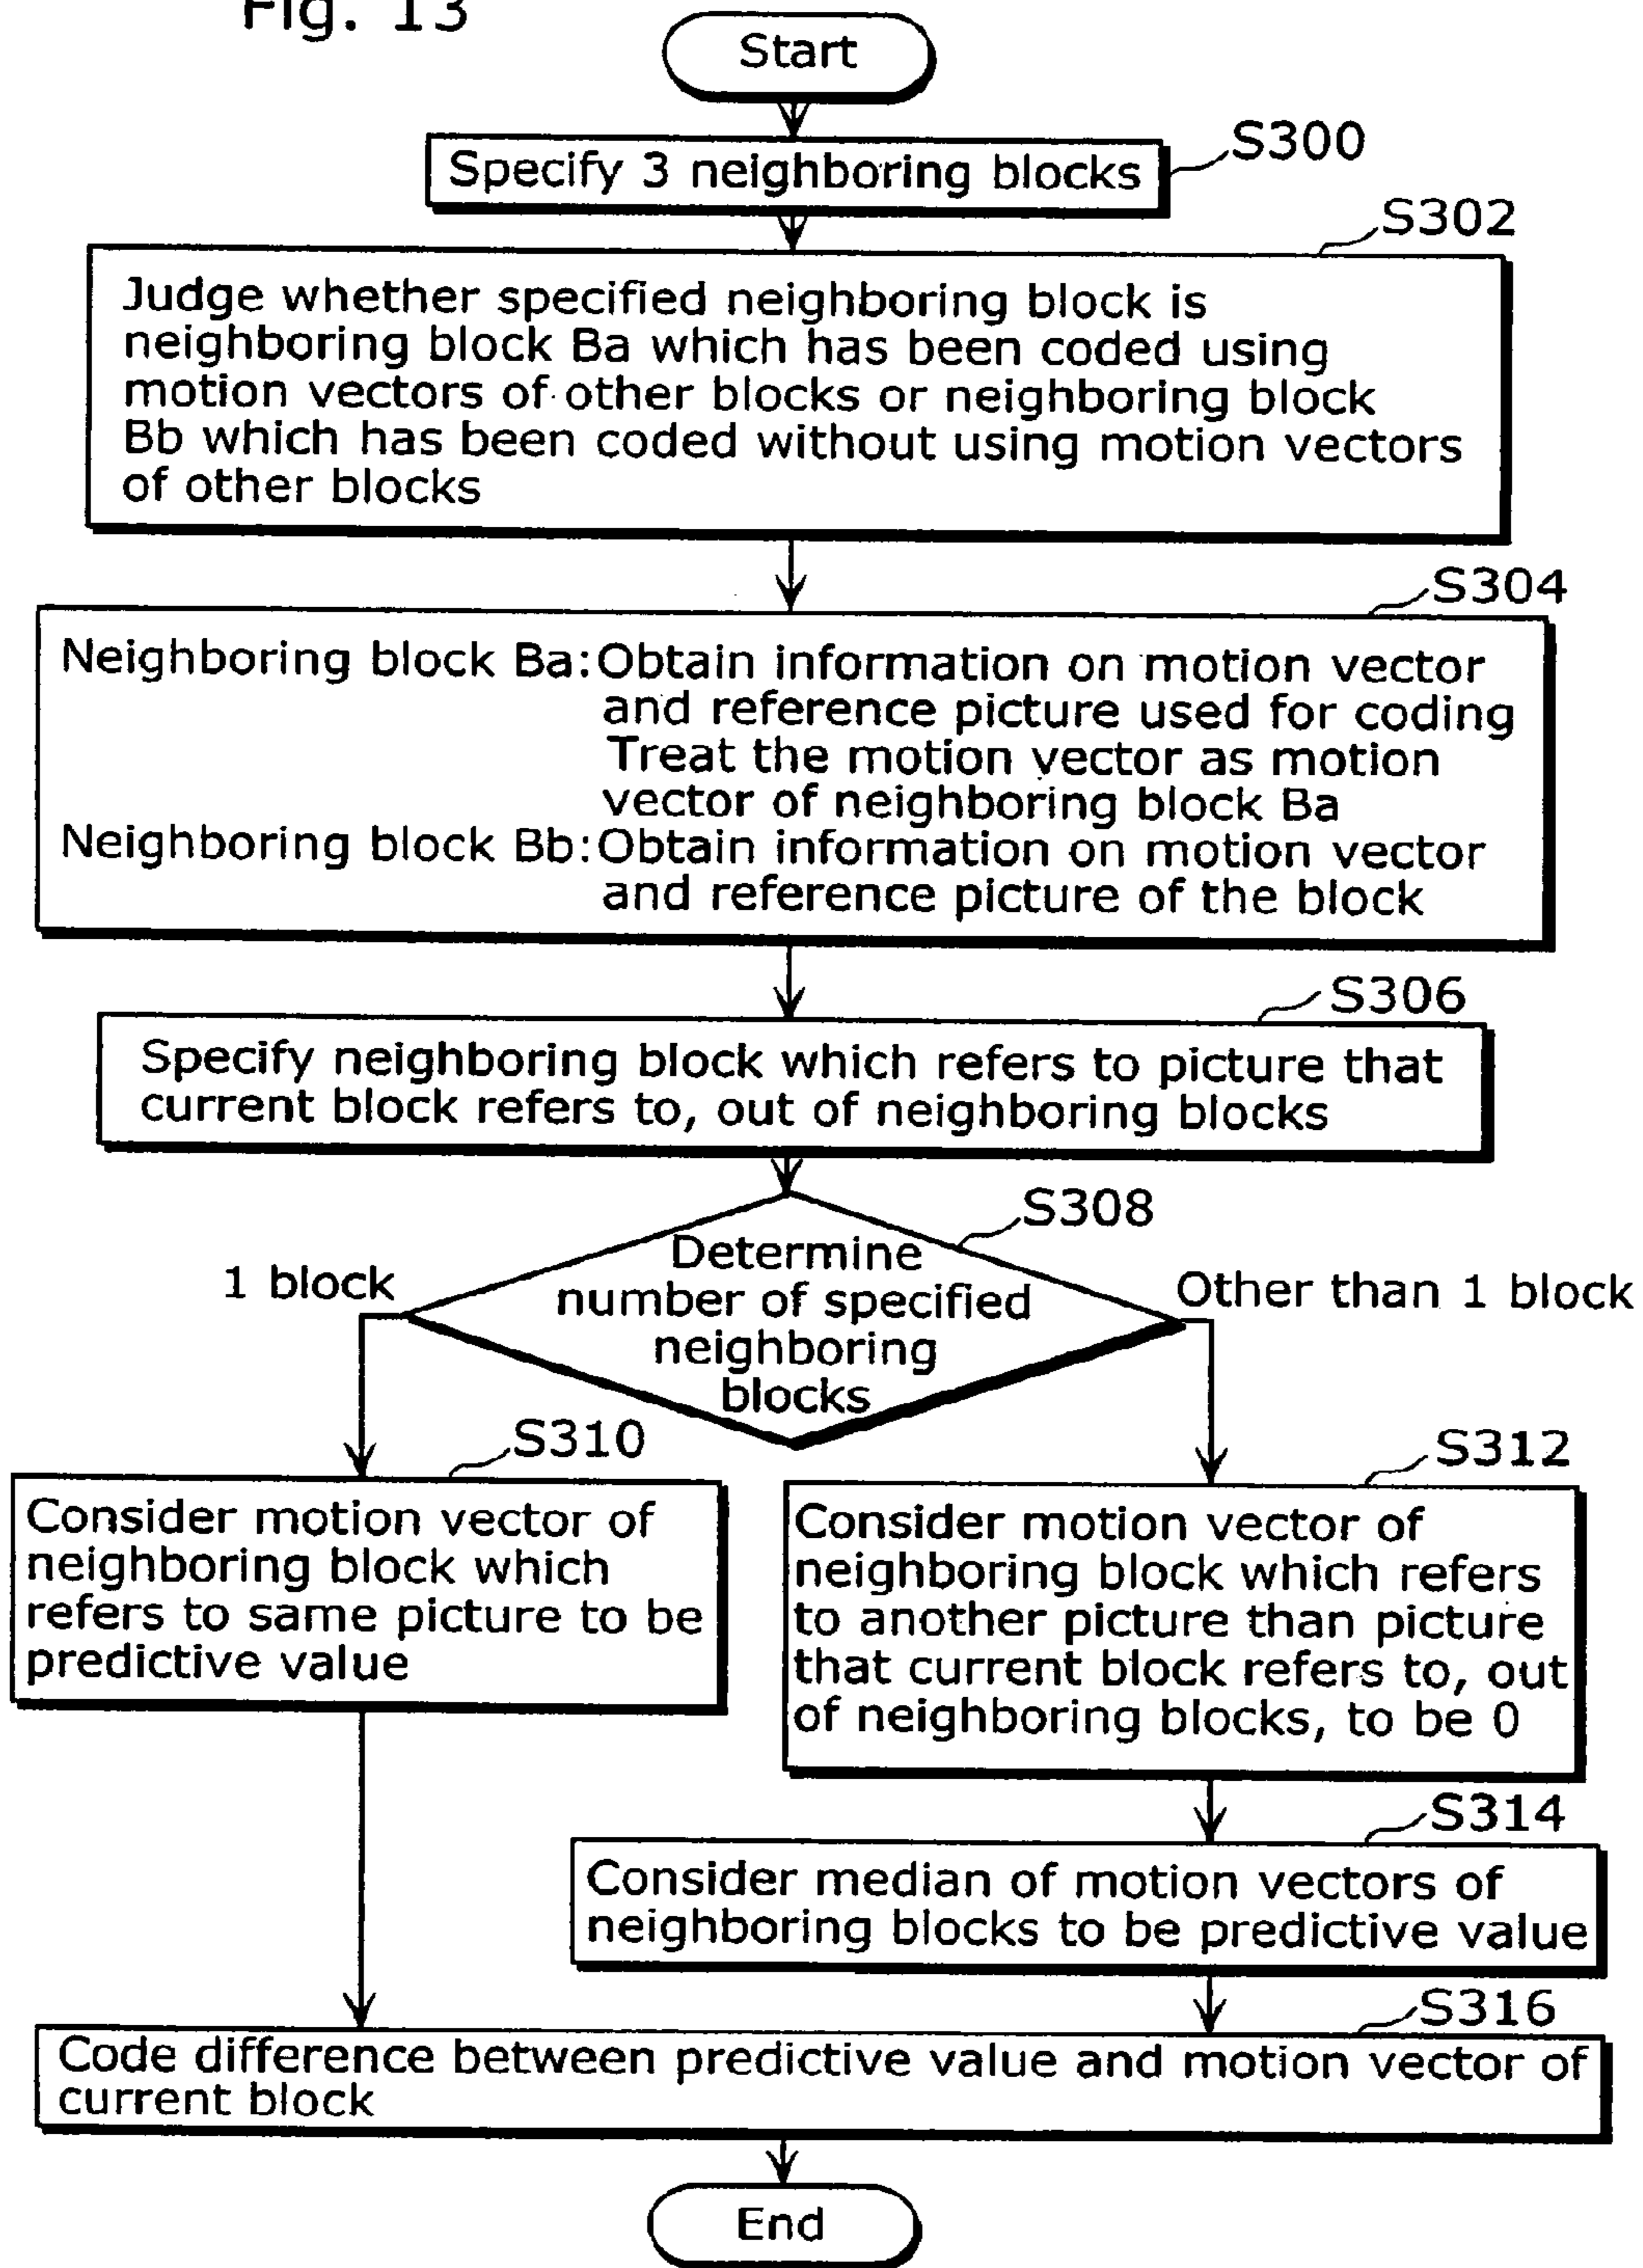 Fig. 13
Start
S300
Specify 3 neighboring blocks
S302
Judge whether specified neighboring block is
neighboring block Ba which has been coded using
motion vectors of other blocks or neighboring block
Bb which has been coded without using motion vectors
of other blocks
S304
Neighboring block Ba:Obtain information on motion vector
and reference picture used for coding
Treat the motion vector as motion
vector of neighboring block Ba
Neighboring block Bb:Obtain information on motion vector
and reference picture of the block
S306
Specify neighboring block which refers to picture that
current block refers to, out of neighboring blocks
S308
Determine
number of specified
neighboring
blocks
1 block
Other than 1 block
S310
Consider motion vector of
neighboring block which
refers to same picture to be
predictive value
S312
Consider motion vector of
neighboring block which refers
to another picture than picture
that current block refers to, out
of neighboring blocks, to be 0
S314
Consider median of motion vectors of
neighboring blocks to be predictive value
S316
Code difference between predictive value and motion vector of
current block
End